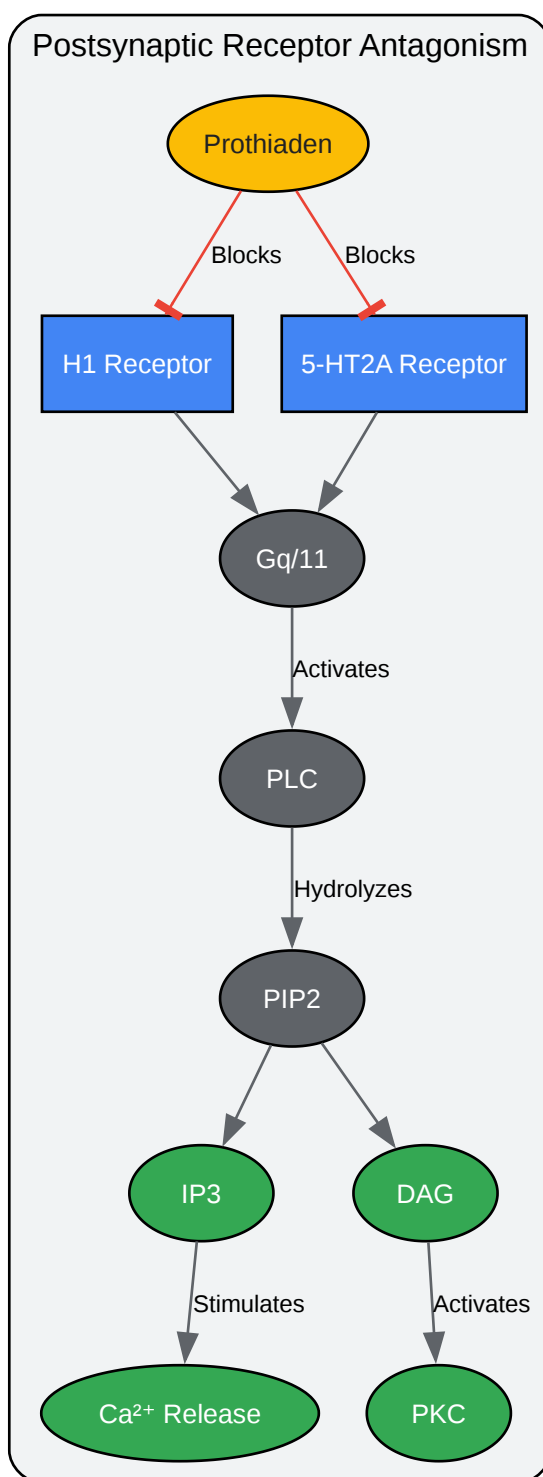 Postsynaptic Receptor Antagonism
Prothiaden
Blocks
Blocks
H1 Receptor
5-HT2A Receptor
Gq/11
Activates
PLC
Hydrolyzes
PIP2
IP3
DAG
Stimulates
Activates
Ca²⁺ Release
PKC